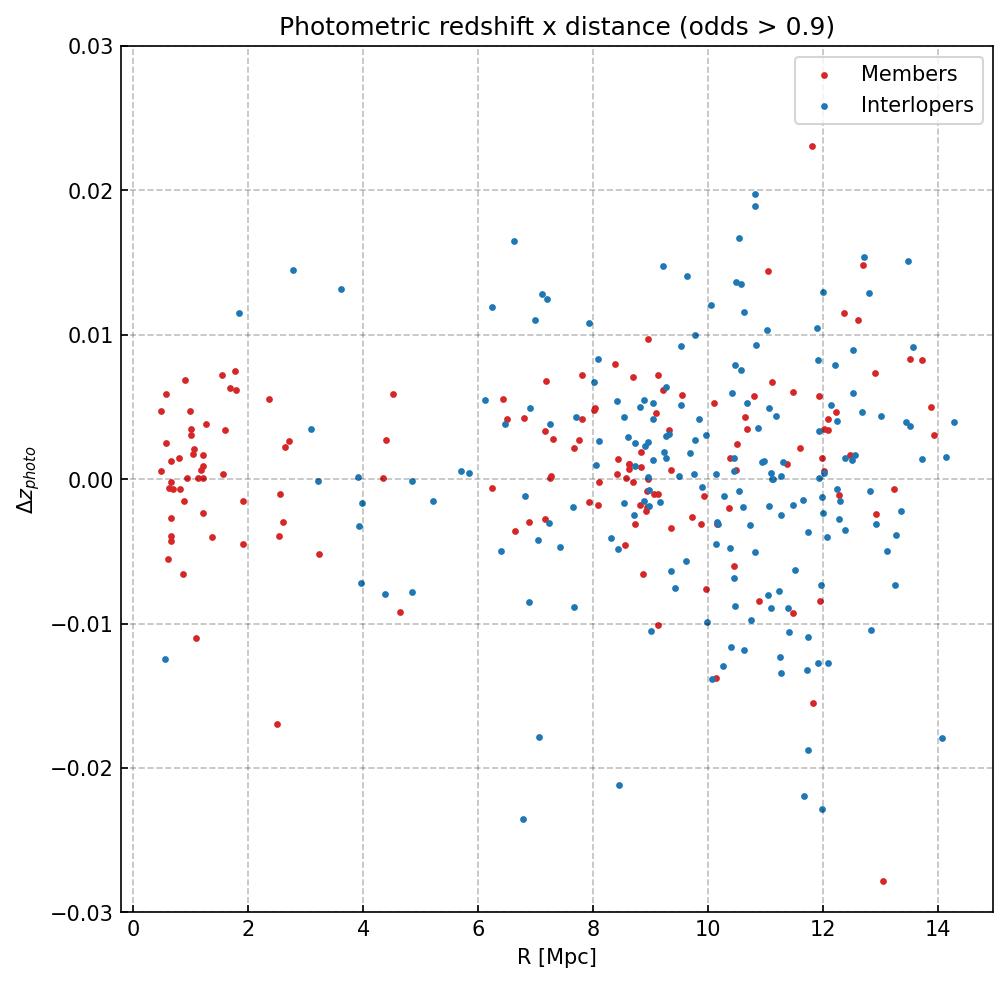 Photometric redshift x distance (odds > 0.9)
Members
Interlopers
0.03
0.02
0.01
0.00
−0.01
−0.02
−0.03
Δz_photo
0 2 4 6 8 10 12 14
R [Mpc]